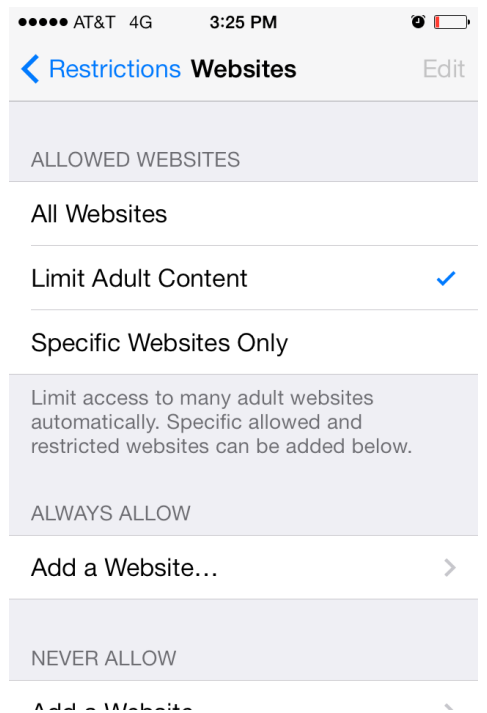 AT&T 4G 3:25 PM
Restrictions Websites Edit
ALLOWED WEBSITES
All Websites
Limit Adult Content
Specific Websites Only
Limit access to many adult websites
automatically. Specific allowed and
restricted websites can be added below.
ALWAYS ALLOW
Add a Website...
NEVER ALLOW
Add a Website